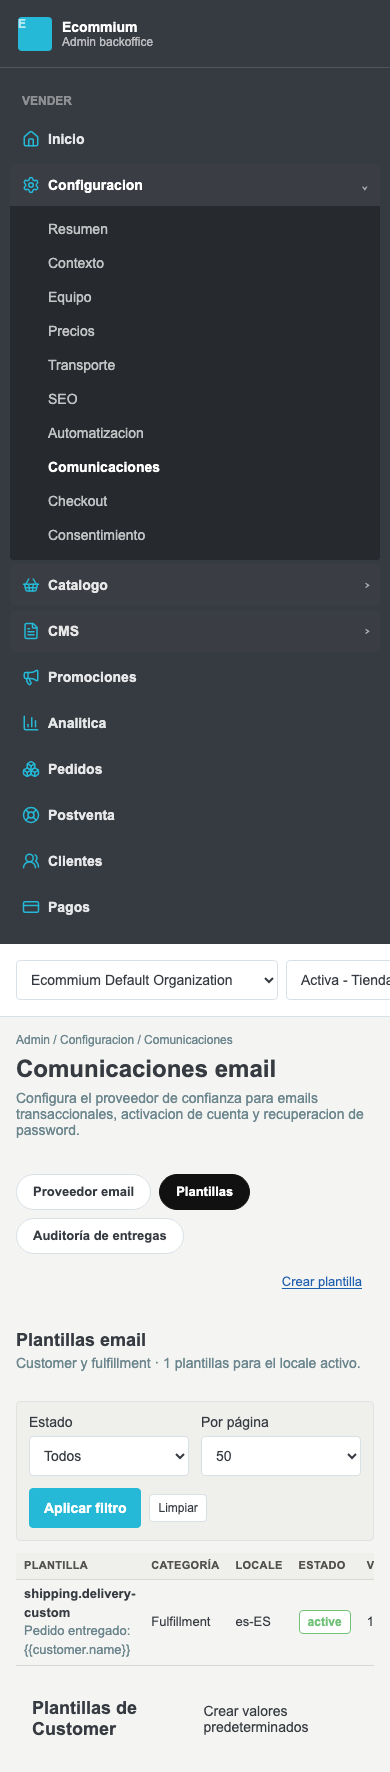 E
Ecommium
Admin backoffice
VENDER
Inicio
Configuracion
Resumen
Contexto
Equipo
Precios
Transporte
SEO
Automatizacion
Comunicaciones
Checkout
Consentimiento
Catalogo
CMS
Promociones
Analitica
Pedidos
Postventa
Clientes
Pagos
Ecommium Default Organization
Activa - Tienda
Admin / Configuracion / Comunicaciones
Comunicaciones email
Configura el proveedor de confianza para emails
transaccionales, activacion de cuenta y recuperacion de
password.
Proveedor email
Plantillas
Auditoría de entregas
Crear plantilla
Plantillas email
Customer y fulfillment · 1 plantillas para el locale activo.
Estado
Por página
Todos
50
Aplicar filtro
Limpiar
PLANTILLA CATEGORÍA LOCALE ESTADO V
shipping.delivery-
custom
Pedido entregado:
{{customer.name}}
Fulfillment
es-ES
active
1
Plantillas de
Customer
Crear valores
predeterminados